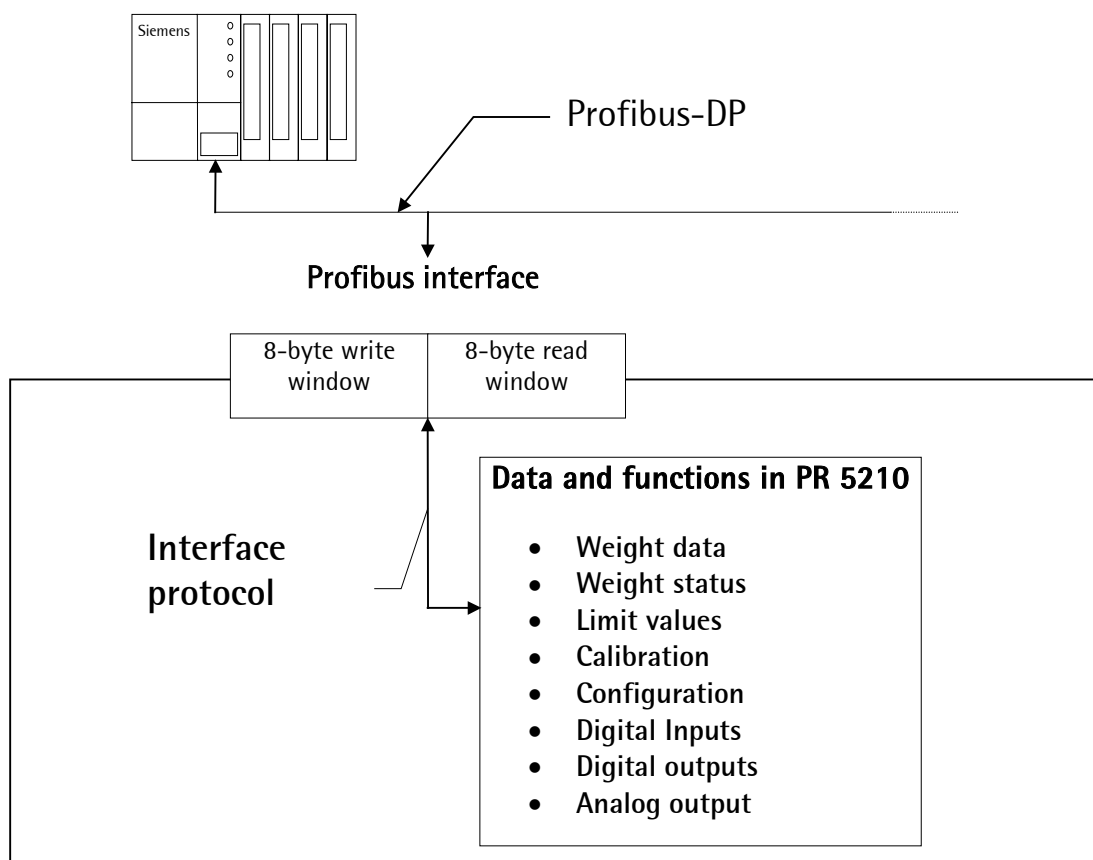 Siemens
Profibus-DP
Profibus interface
8-byte write
window
8-byte read
window
Data and functions in PR 5210
Interface
protocol
• Weight data
• Weight status
• Limit values
• Calibration
• Configuration
• Digital Inputs
• Digital outputs
• Analog output